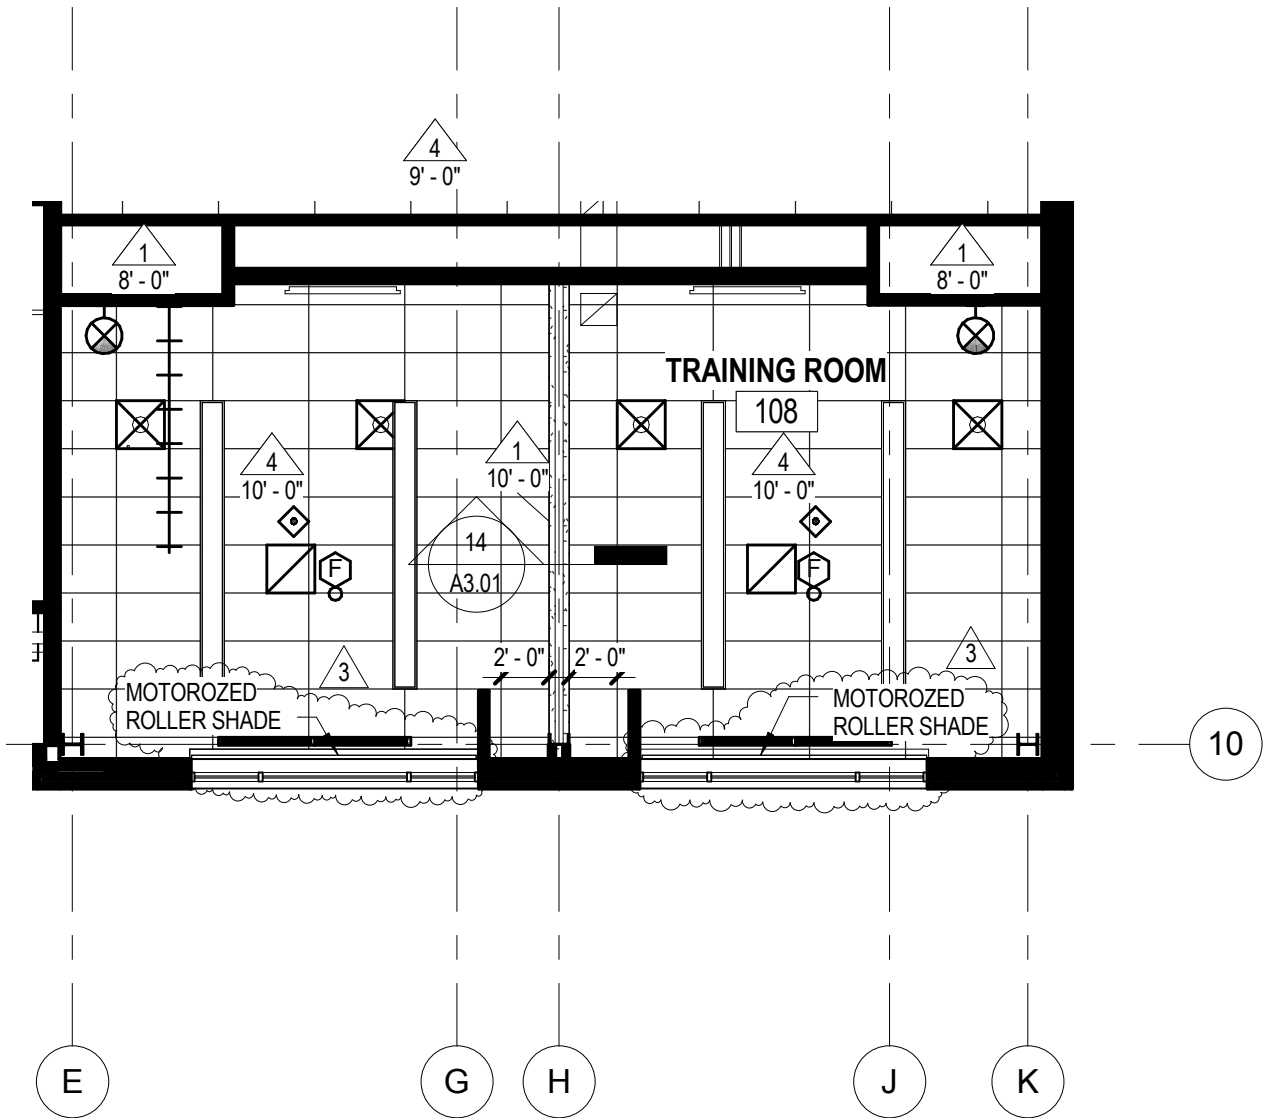 4
9' - 0"
1
8' - 0"
1
8' - 0"
TRAINING ROOM
108
4
10' - 0"
1
10' - 0"
4
10' - 0"
14
A3.01
F
F
2' - 0"
2' - 0"
3
3
MOTOROZED
ROLLER SHADE
MOTOROZED
ROLLER SHADE
10
E
G
H
J
K